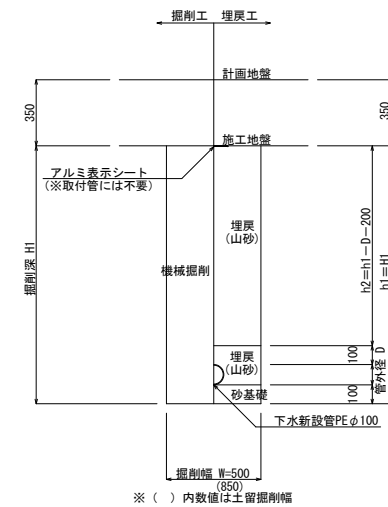 掘削工 埋戻工
計画地盤
350
350
施工地盤
アルミ表示シート
(※取付管には不要)
埋戻
(山砂)
機械掘削
掘削深 H1
h2=h1-D-200
h1=H1
埋戻
(山砂)
100
管外径 D
砂基礎
100
下水新設管PEφ100
掘削幅 W=500
(850)
※ ( ) 内数値は土留掘削幅